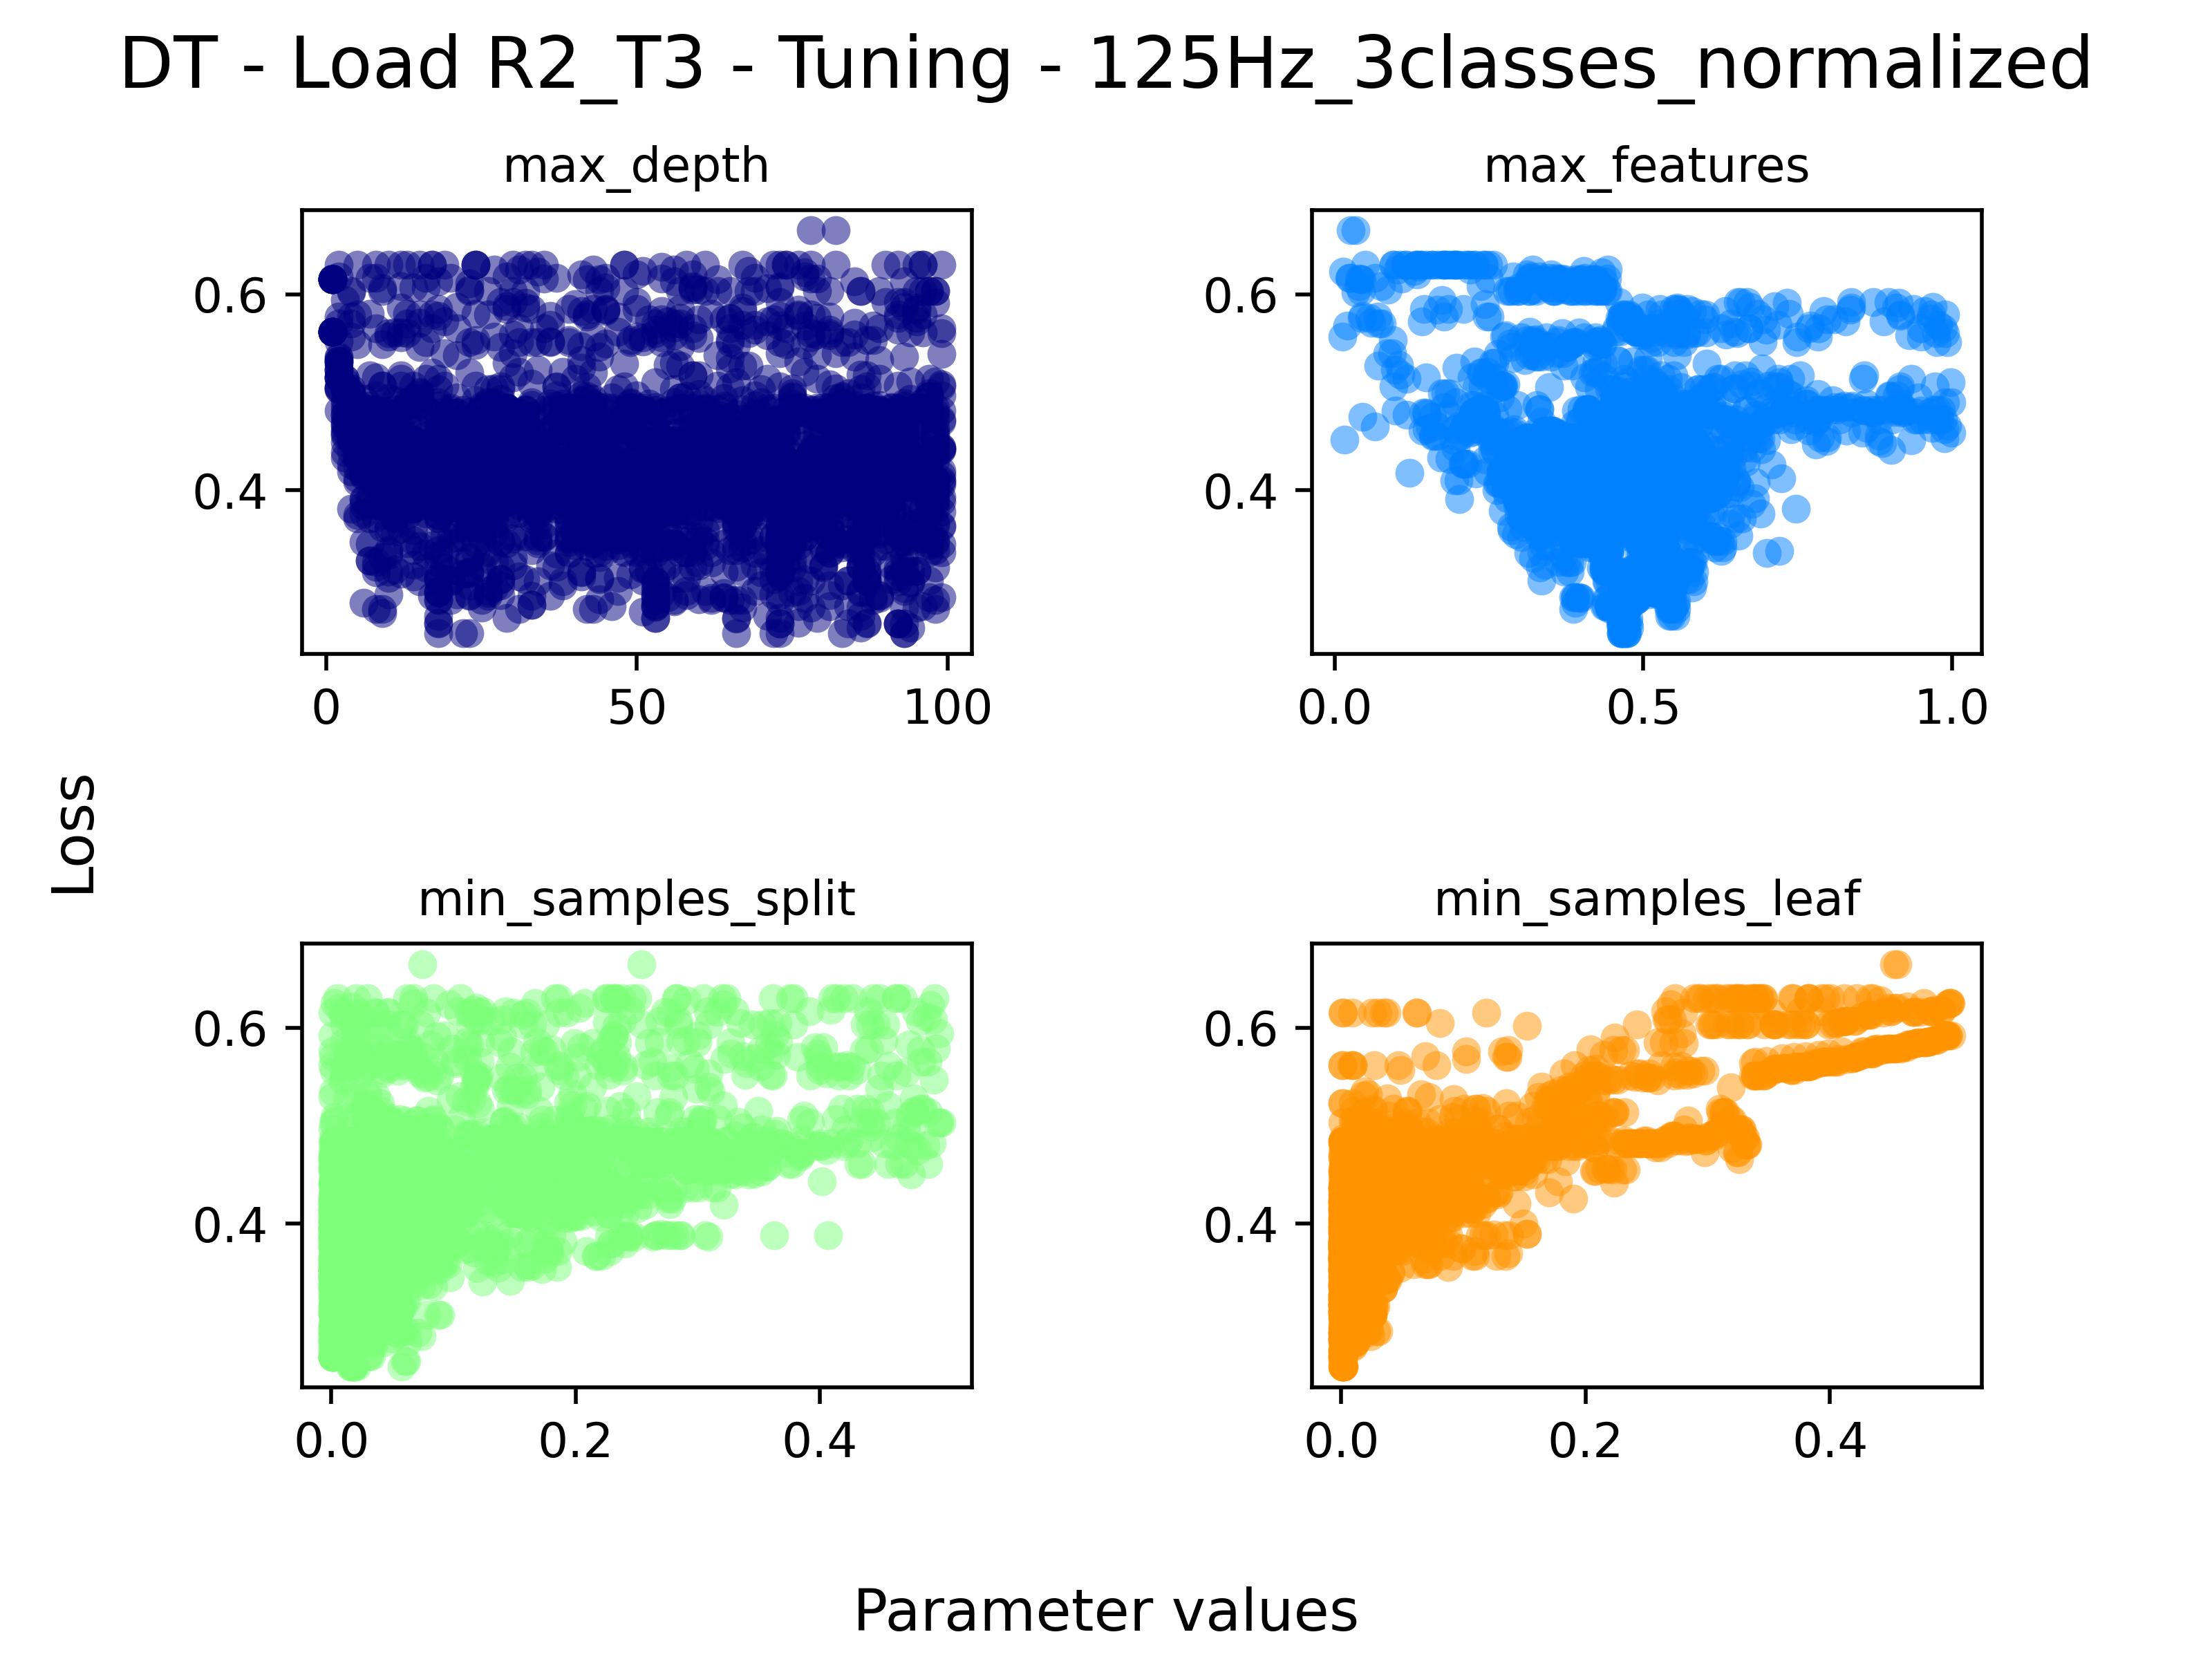 DT - Load R2_T3 - Tuning - 125Hz_3classes_normalized
max_depth
0.6
0.4
0 50 100
max_features
0.6
0.4
0.0 0.5 1.0
Loss
min_samples_split
0.6
0.4
0.0 0.2 0.4
min_samples_leaf
0.6
0.4
0.0 0.2 0.4
Parameter values